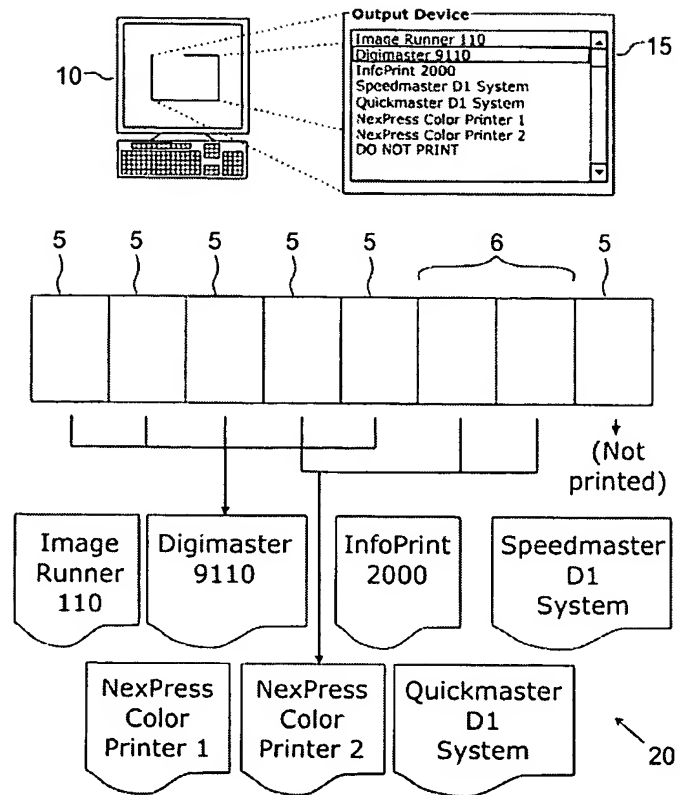 Output Device
Image Runner 110
Digimaster 9110
InfoPrint 2000
Speedmaster D1 System
Quickmaster D1 System
NexPress Color Printer 1
NexPress Color Printer 2
DO NOT PRINT
10
15
5 5 5 5 5 6 5
(Not
printed)
Image
Runner
110
Digimaster
9110
InfoPrint
2000
Speedmaster
D1
System
NexPress
Color
Printer 1
NexPress
Color
Printer 2
Quickmaster
D1
System
20